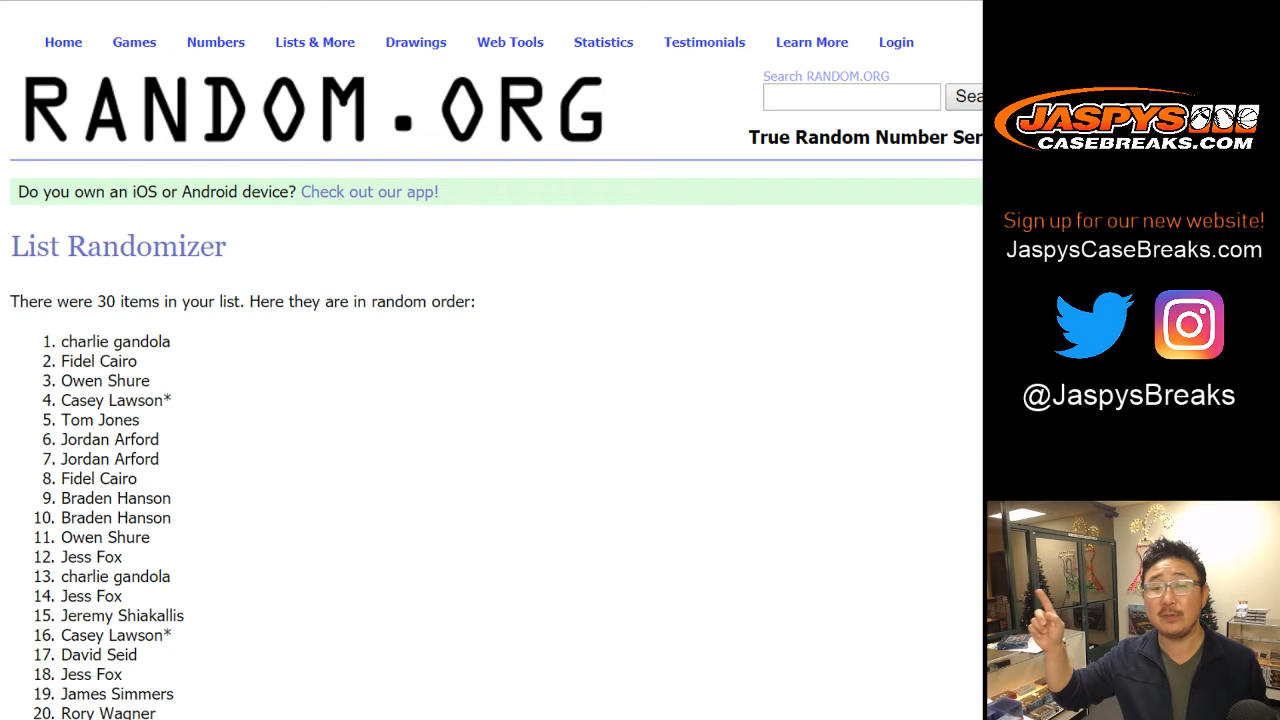 Home Games Numbers Lists & More Drawings Web Tools Statistics Testimonials Learn More Login
RANDOM.ORG
Search RANDOM.ORG
Sea
True Random Number Ser
Do you own an iOS or Android device? Check out our app!
List Randomizer
There were 30 items in your list. Here they are in random order:
1. charlie gandola
2. Fidel Cairo
3. Owen Shure
4. Casey Lawson*
5. Tom Jones
6. Jordan Arford
7. Jordan Arford
8. Fidel Cairo
9. Braden Hanson
10. Braden Hanson
11. Owen Shure
12. Jess Fox
13. charlie gandola
14. Jess Fox
15. Jeremy Shiakallis
16. Casey Lawson*
17. David Seid
18. Jess Fox
19. James Simmers
20. Rory Wagner
JASPYS
CASEBREAKS.COM
Sign up for our new website!
JaspysCaseBreaks.com
@JaspysBreaks